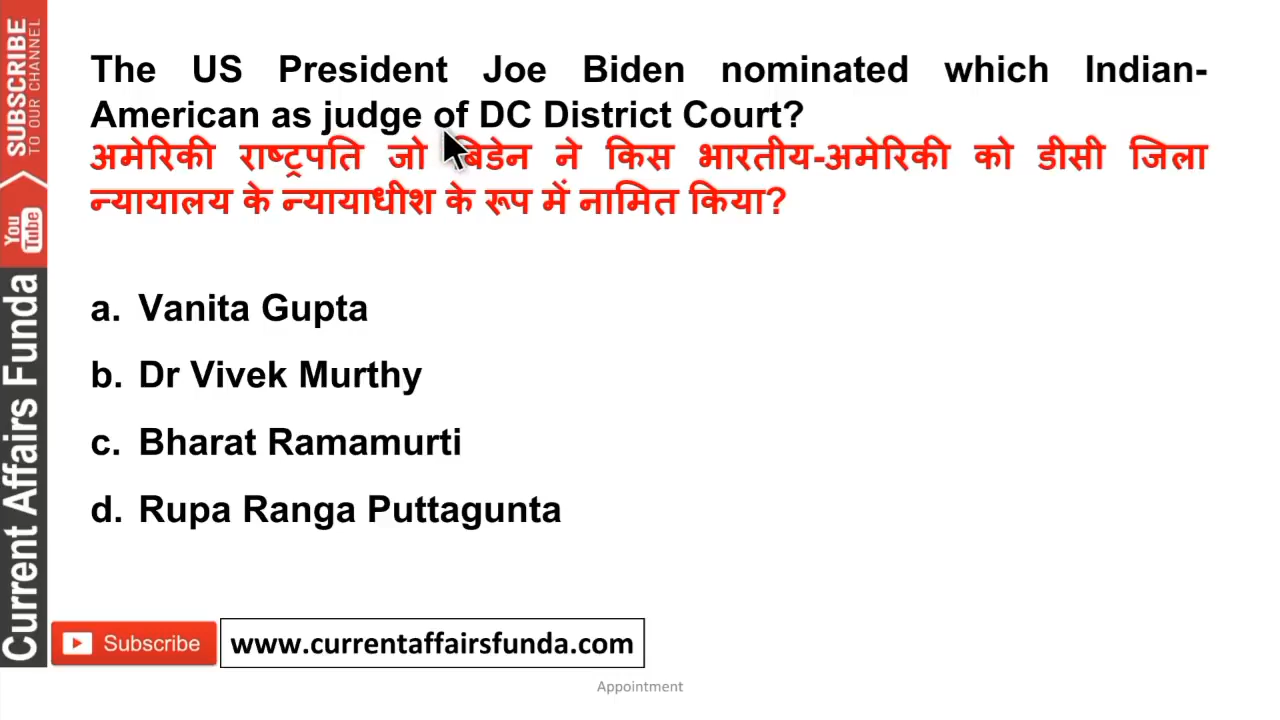 The US President Joe Biden nominated which Indian-
American as judge of DC District Court?
अमेरिकी राष्ट्रपति जो बिडेन ने किस भारतीय-अमेरिकी को डीसी जिला
न्यायालय के न्यायाधीश के रूप में नामित किया?
a. Vanita Gupta
b. Dr Vivek Murthy
c. Bharat Ramamurti
d. Rupa Ranga Puttagunta
SUBSCRIBE
TO OUR CHANNEL
You
Tube
Current Affairs Funda
Subscribe
www.currentaffairsfunda.com
Appointment